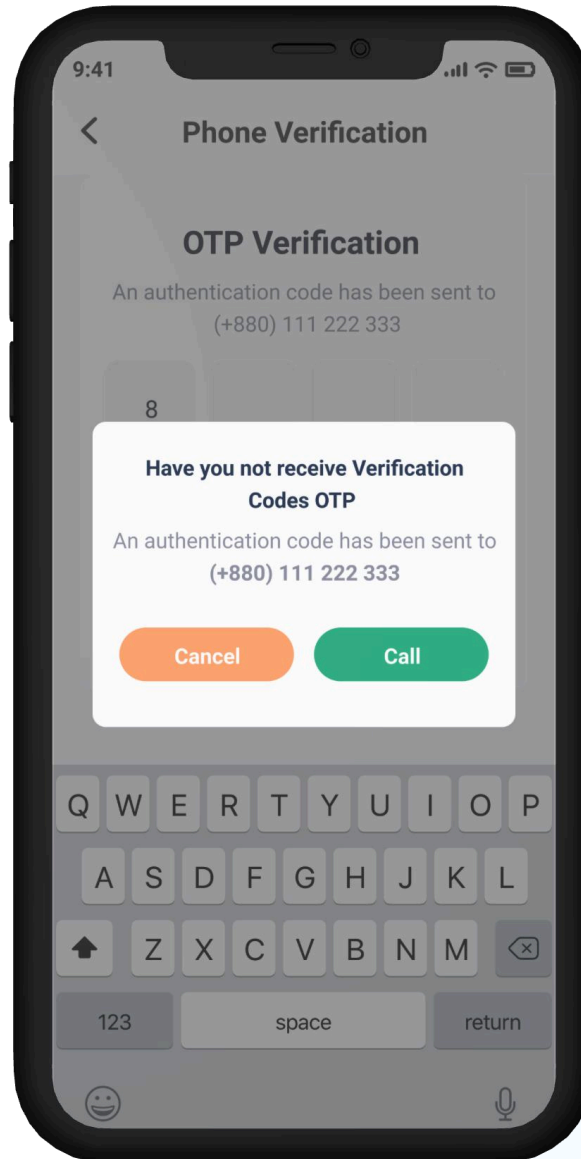 9:41
Phone Verification
OTP Verification
An authentication code has been sent to
(+880) 111 222 333
8
Have you not receive Verification
Codes OTP
An authentication code has been sent to
(+880) 111 222 333
Cancel Call
Q W E R T Y U I O P
A S D F G H J K L
Z X C V B N M
123 space return